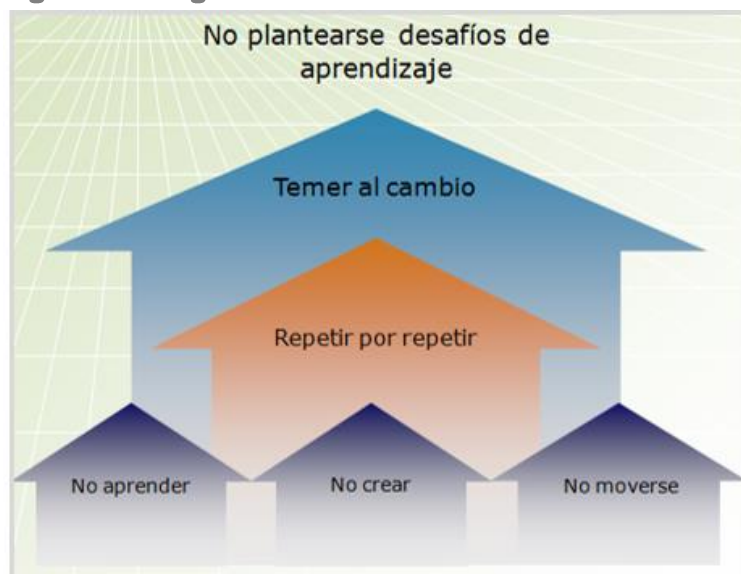 No plantearse desafíos de
aprendizaje
Temer al cambio
Repetir por repetir
No aprender
No crear
No moverse